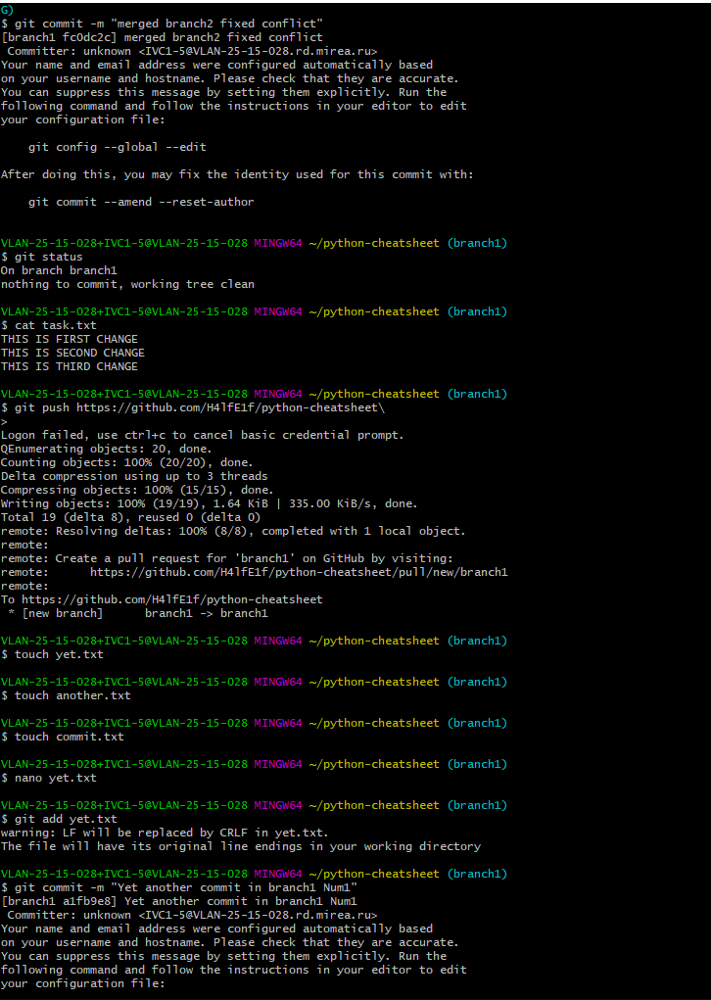 G)
$ git commit -m "merged branch2 fixed conflict"
[branch1 fc0dc2c] merged branch2 fixed conflict
 Committer: unknown <IVC1-5@VLAN-25-15-028.rd.mirea.ru>
Your name and email address were configured automatically based
on your username and hostname. Please check that they are accurate.
You can suppress this message by setting them explicitly. Run the
following command and follow the instructions in your editor to edit
your configuration file:

    git config --global --edit

After doing this, you may fix the identity used for this commit with:

    git commit --amend --reset-author

VLAN-25-15-028+IVC1-5@VLAN-25-15-028 MINGW64 ~/python-cheatsheet (branch1)
$ git status
On branch branch1
nothing to commit, working tree clean

VLAN-25-15-028+IVC1-5@VLAN-25-15-028 MINGW64 ~/python-cheatsheet (branch1)
$ cat task.txt
THIS IS FIRST CHANGE
THIS IS SECOND CHANGE
THIS IS THIRD CHANGE

VLAN-25-15-028+IVC1-5@VLAN-25-15-028 MINGW64 ~/python-cheatsheet (branch1)
$ git push https://github.com/H4lfE1f/python-cheatsheet\
>
Logon failed, use ctrl+c to cancel basic credential prompt.
QEnumerating objects: 20, done.
Counting objects: 100% (20/20), done.
Delta compression using up to 3 threads
Compressing objects: 100% (15/15), done.
Writing objects: 100% (19/19), 1.64 KiB | 335.00 KiB/s, done.
Total 19 (delta 8), reused 0 (delta 0)
remote: Resolving deltas: 100% (8/8), completed with 1 local object.
remote:
remote: Create a pull request for 'branch1' on GitHub by visiting:
remote:      https://github.com/H4lfE1f/python-cheatsheet/pull/new/branch1
remote:
To https://github.com/H4lfE1f/python-cheatsheet
 * [new branch]      branch1 -> branch1

VLAN-25-15-028+IVC1-5@VLAN-25-15-028 MINGW64 ~/python-cheatsheet (branch1)
$ touch yet.txt

VLAN-25-15-028+IVC1-5@VLAN-25-15-028 MINGW64 ~/python-cheatsheet (branch1)
$ touch another.txt

VLAN-25-15-028+IVC1-5@VLAN-25-15-028 MINGW64 ~/python-cheatsheet (branch1)
$ touch commit.txt

VLAN-25-15-028+IVC1-5@VLAN-25-15-028 MINGW64 ~/python-cheatsheet (branch1)
$ nano yet.txt

VLAN-25-15-028+IVC1-5@VLAN-25-15-028 MINGW64 ~/python-cheatsheet (branch1)
$ git add yet.txt
warning: LF will be replaced by CRLF in yet.txt.
The file will have its original line endings in your working directory

VLAN-25-15-028+IVC1-5@VLAN-25-15-028 MINGW64 ~/python-cheatsheet (branch1)
$ git commit -m "Yet another commit in branch1 Num1"
[branch1 a1fb9e8] Yet another commit in branch1 Num1
 Committer: unknown <IVC1-5@VLAN-25-15-028.rd.mirea.ru>
Your name and email address were configured automatically based
on your username and hostname. Please check that they are accurate.
You can suppress this message by setting them explicitly. Run the
following command and follow the instructions in your editor to edit
your configuration file: